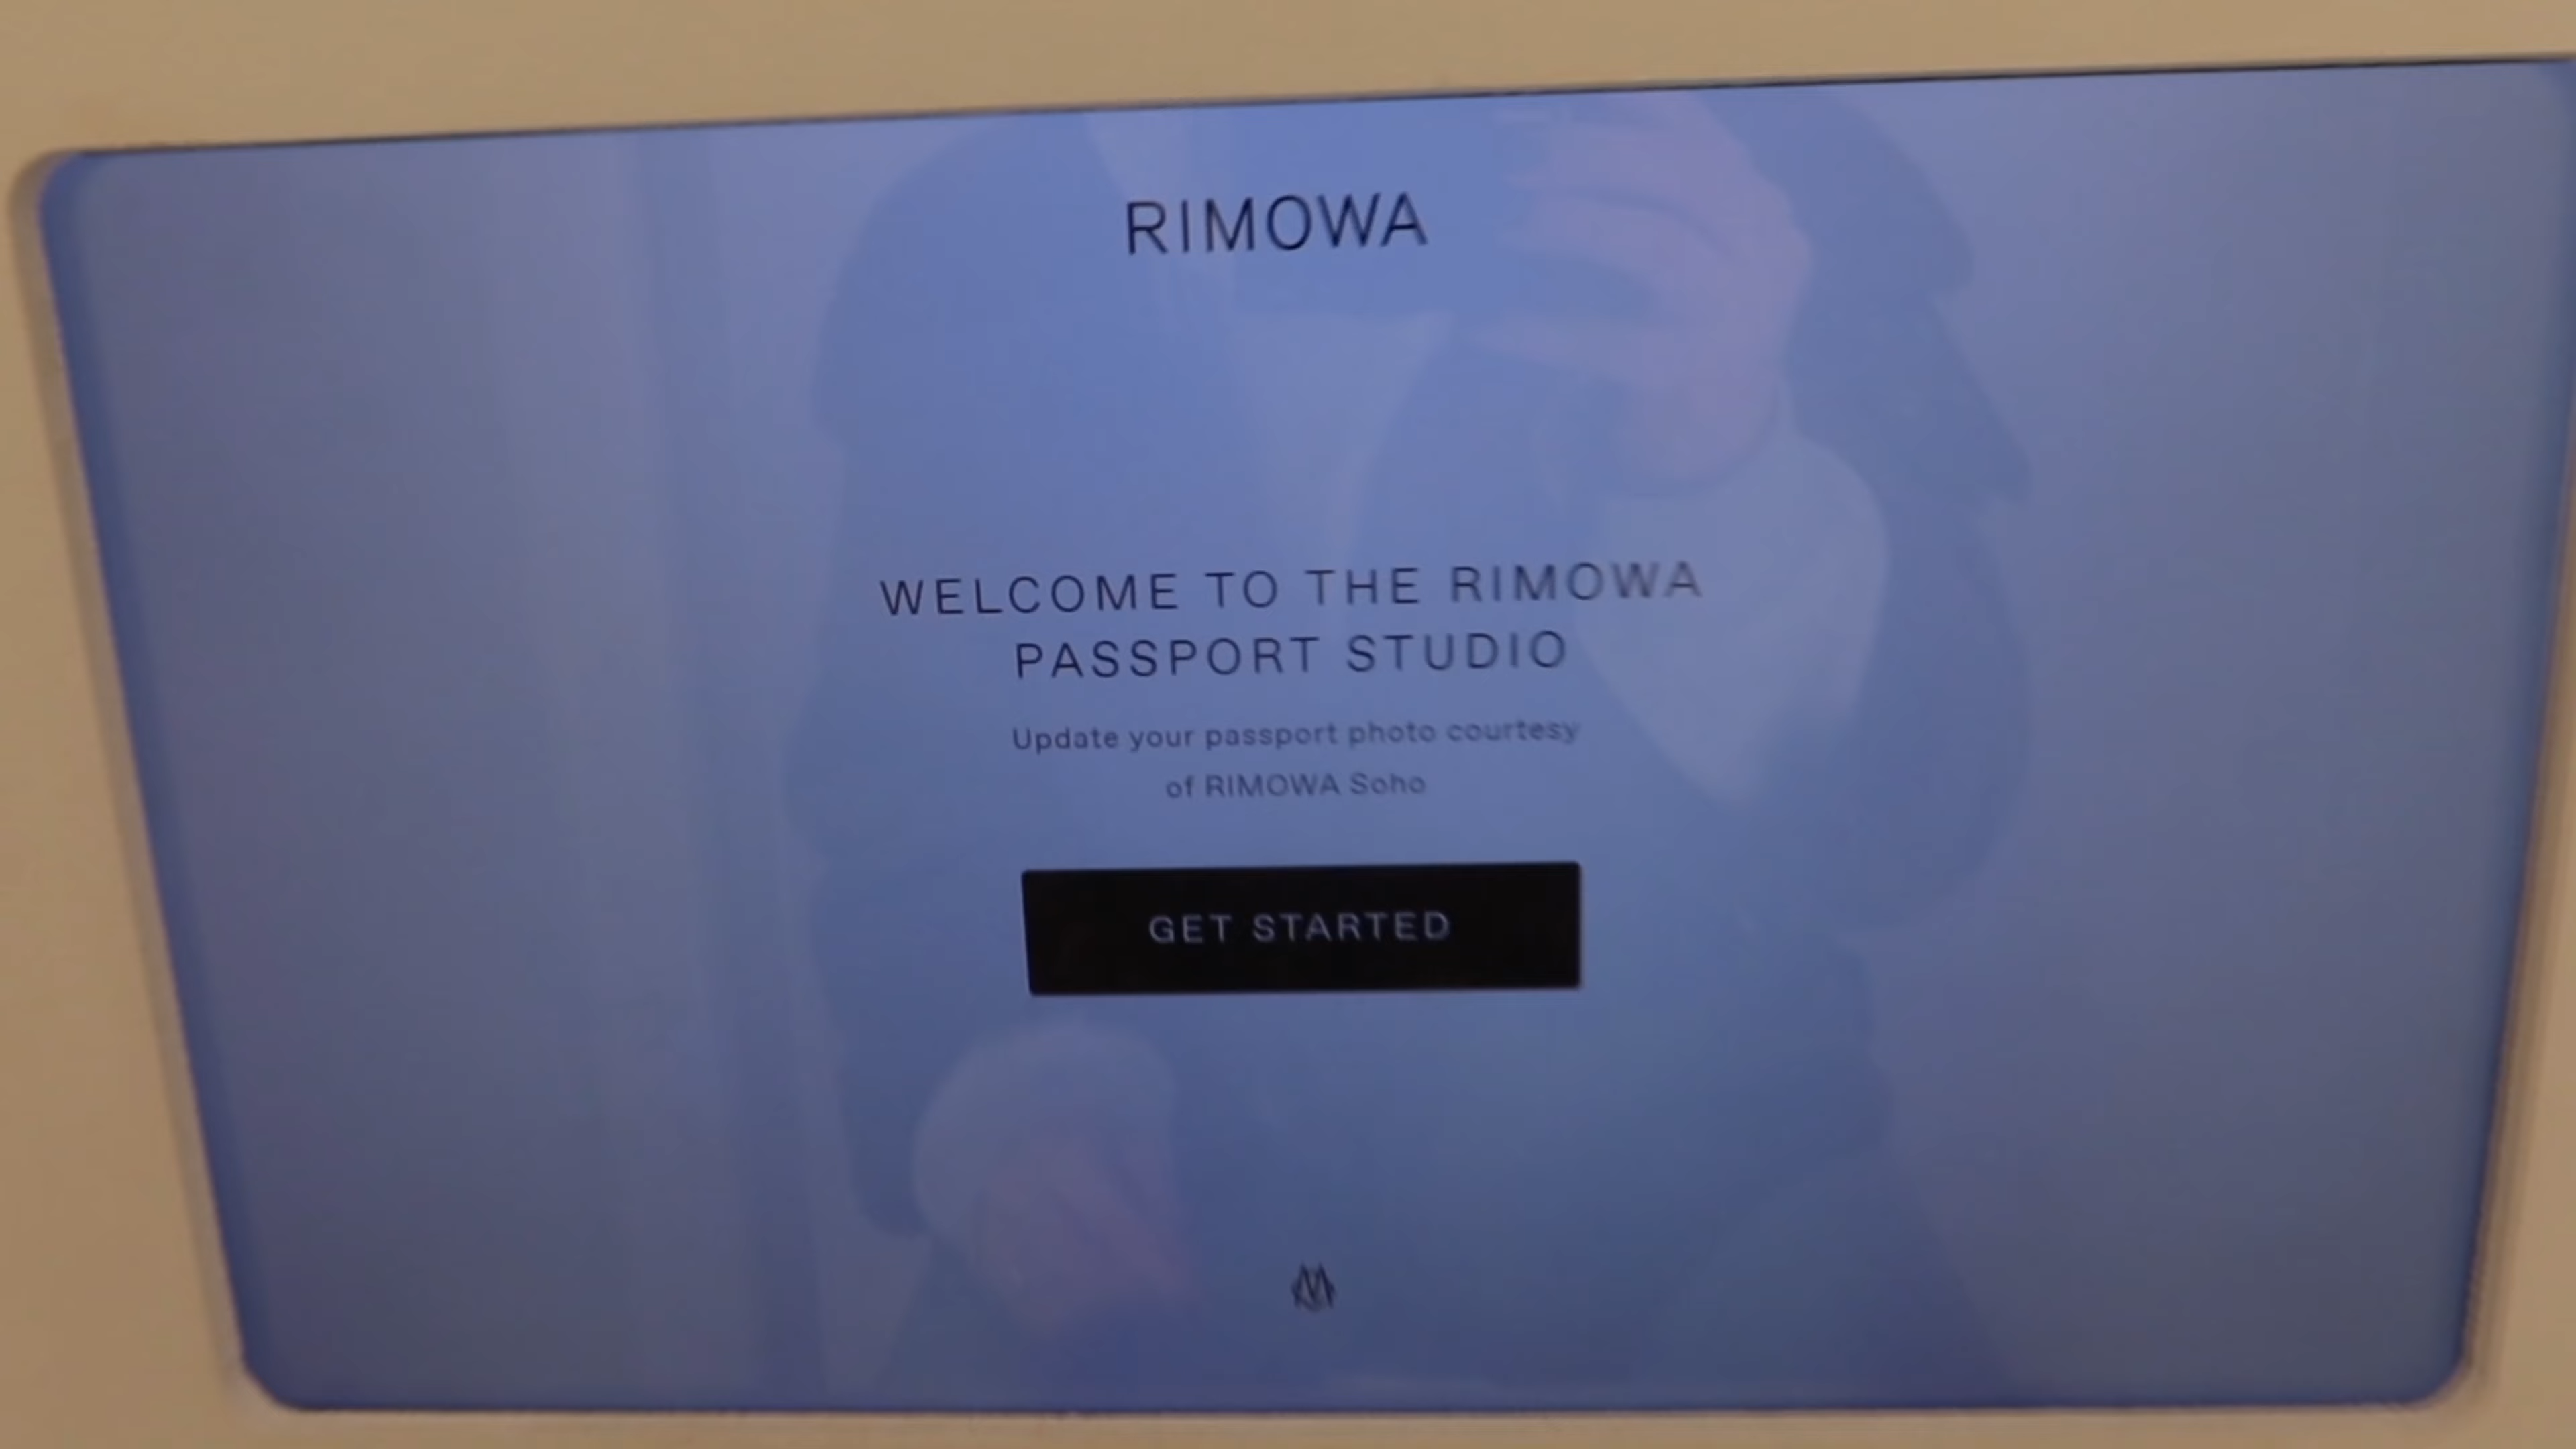 RIMOWA
WELCOME TO THE RIMOWA
PASSPORT STUDIO
Update your passport photo courtesy
of RIMOWA Soho
GET STARTED